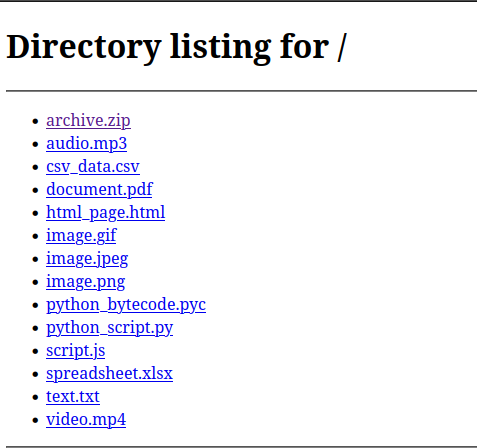 Directory listing for /
archive.zip
audio.mp3
csv_data.csv
document.pdf
html_page.html
image.gif
image.jpeg
image.png
python_bytecode.pyc
python_script.py
script.js
spreadsheet.xlsx
text.txt
video.mp4